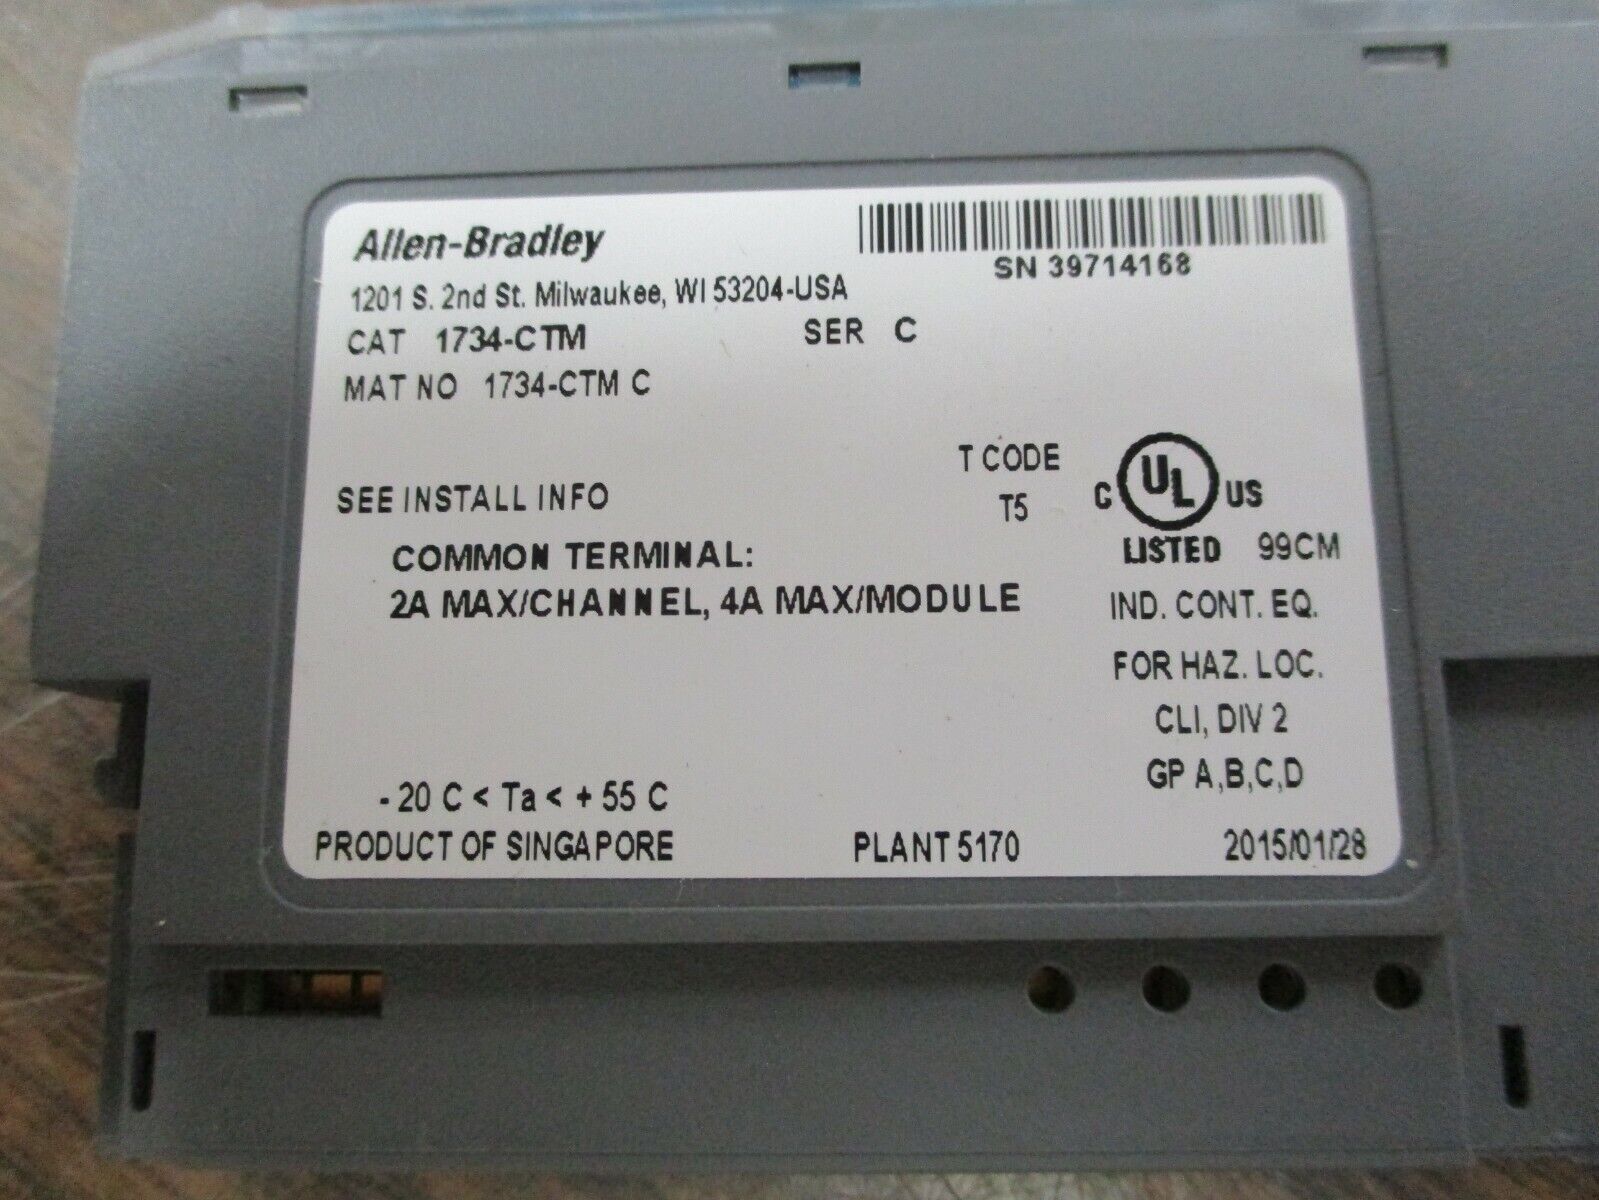 Allen-Bradley
SN 39714168
1201 S. 2nd St. Milwaukee, WI 53204-USA
CAT 1734-CTM SER C
MAT NO 1734-CTM C
T CODE
T5
C UL US
LISTED 99CM
SEE INSTALL INFO
COMMON TERMINAL:
2A MAX/CHANNEL, 4A MAX/MODULE
IND. CONT. EQ.
FOR HAZ. LOC.
CLI, DIV 2
GP A,B,C,D
- 20 C < Ta < + 55 C
PRODUCT OF SINGAPORE PLANT 5170 2015/01/28